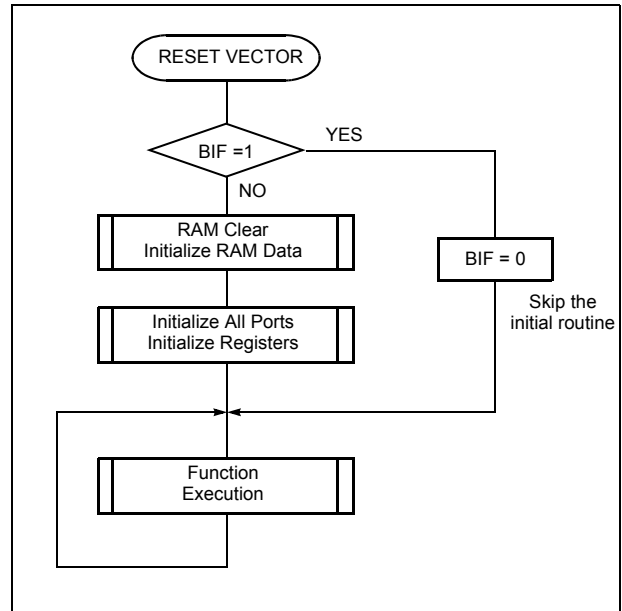 RESET VECTOR
BIF =1
YES
NO
RAM Clear
Initialize RAM Data
BIF = 0
Skip the
initial routine
Initialize All Ports
Initialize Registers
Function
Execution